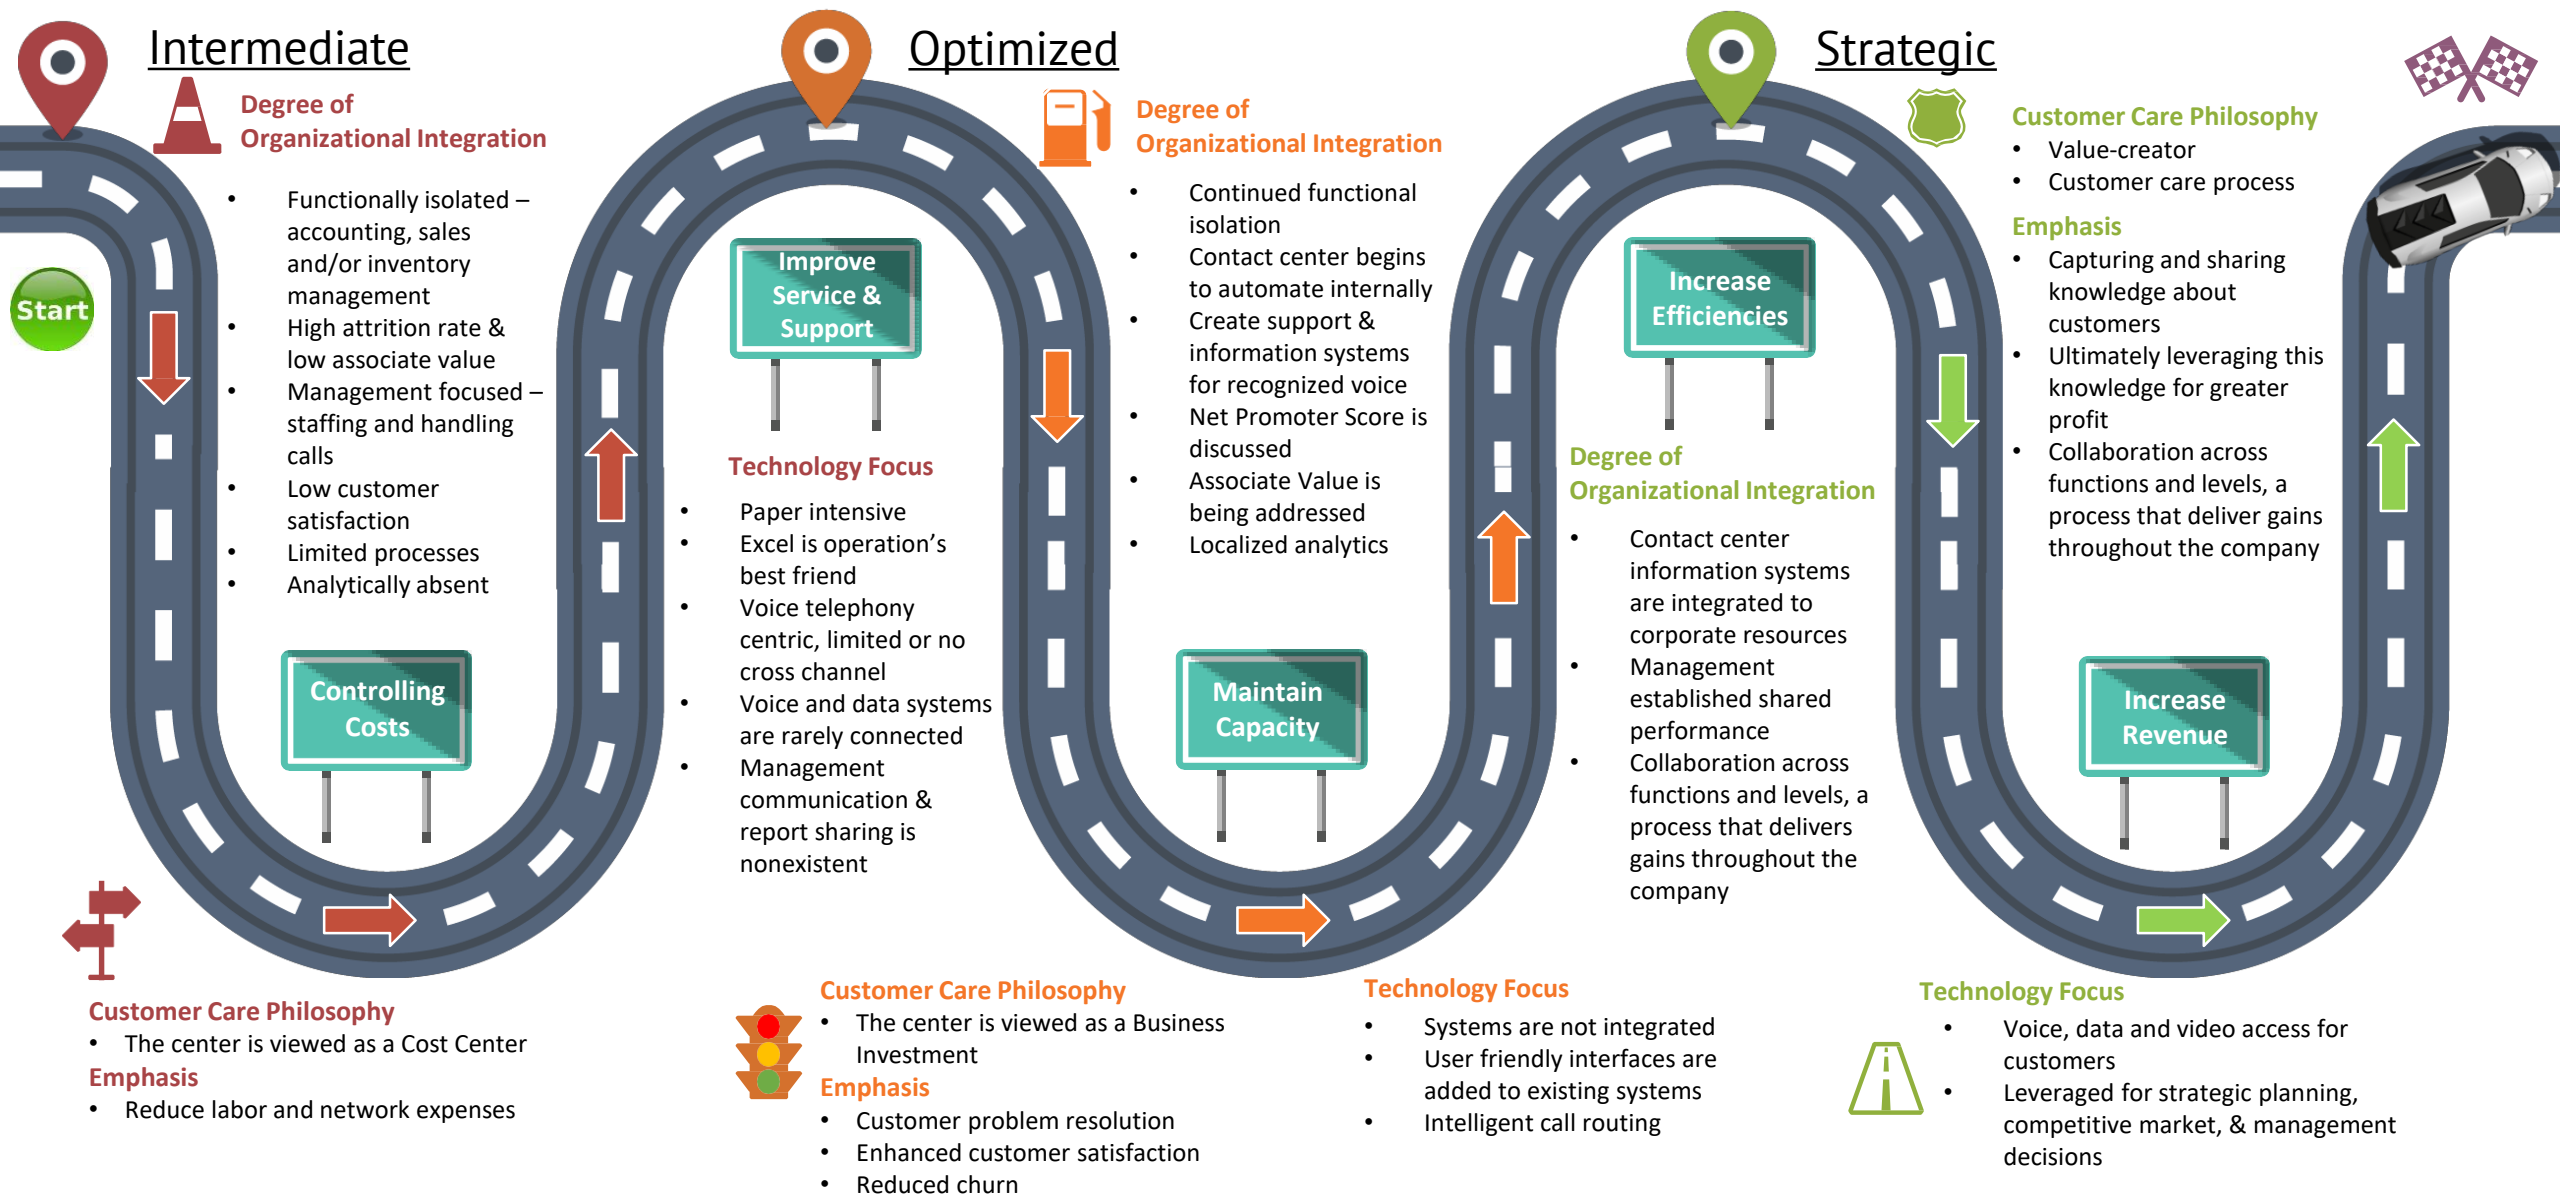 Intermediate
Degree of
Organizational Integration
• Functionally isolated –
accounting, sales
and/or inventory
management
• High attrition rate &
low associate value
• Management focused –
staffing and handling
calls
• Low customer
satisfaction
• Limited processes
• Analytically absent
Start
Controlling
Costs
Customer Care Philosophy
• The center is viewed as a Cost Center
Emphasis
• Reduce labor and network expenses
Improve
Service &
Support
Technology Focus
• Paper intensive
• Excel is operation’s
best friend
• Voice telephony
centric, limited or no
cross channel
• Voice and data systems
are rarely connected
• Management
communication &
report sharing is
nonexistent
Optimized
Degree of
Organizational Integration
• Continued functional
isolation
• Contact center begins
to automate internally
• Create support &
information systems
for recognized voice
• Net Promoter Score is
discussed
• Associate Value is
being addressed
• Localized analytics
Maintain
Capacity
Customer Care Philosophy
• The center is viewed as a Business
Investment
Emphasis
• Customer problem resolution
• Enhanced customer satisfaction
• Reduced churn
Technology Focus
• Systems are not integrated
• User friendly interfaces are
added to existing systems
• Intelligent call routing
Strategic
Increase
Efficiencies
Degree of
Organizational Integration
• Contact center
information systems
are integrated to
corporate resources
• Management
established shared
performance
• Collaboration across
functions and levels, a
process that delivers
gains throughout the
company
Customer Care Philosophy
• Value-creator
• Customer care process
Emphasis
• Capturing and sharing
knowledge about
customers
• Ultimately leveraging this
knowledge for greater
profit
• Collaboration across
functions and levels, a
process that deliver gains
throughout the company
Increase
Revenue
Technology Focus
• Voice, data and video access for
customers
• Leveraged for strategic planning,
competitive market, & management
decisions